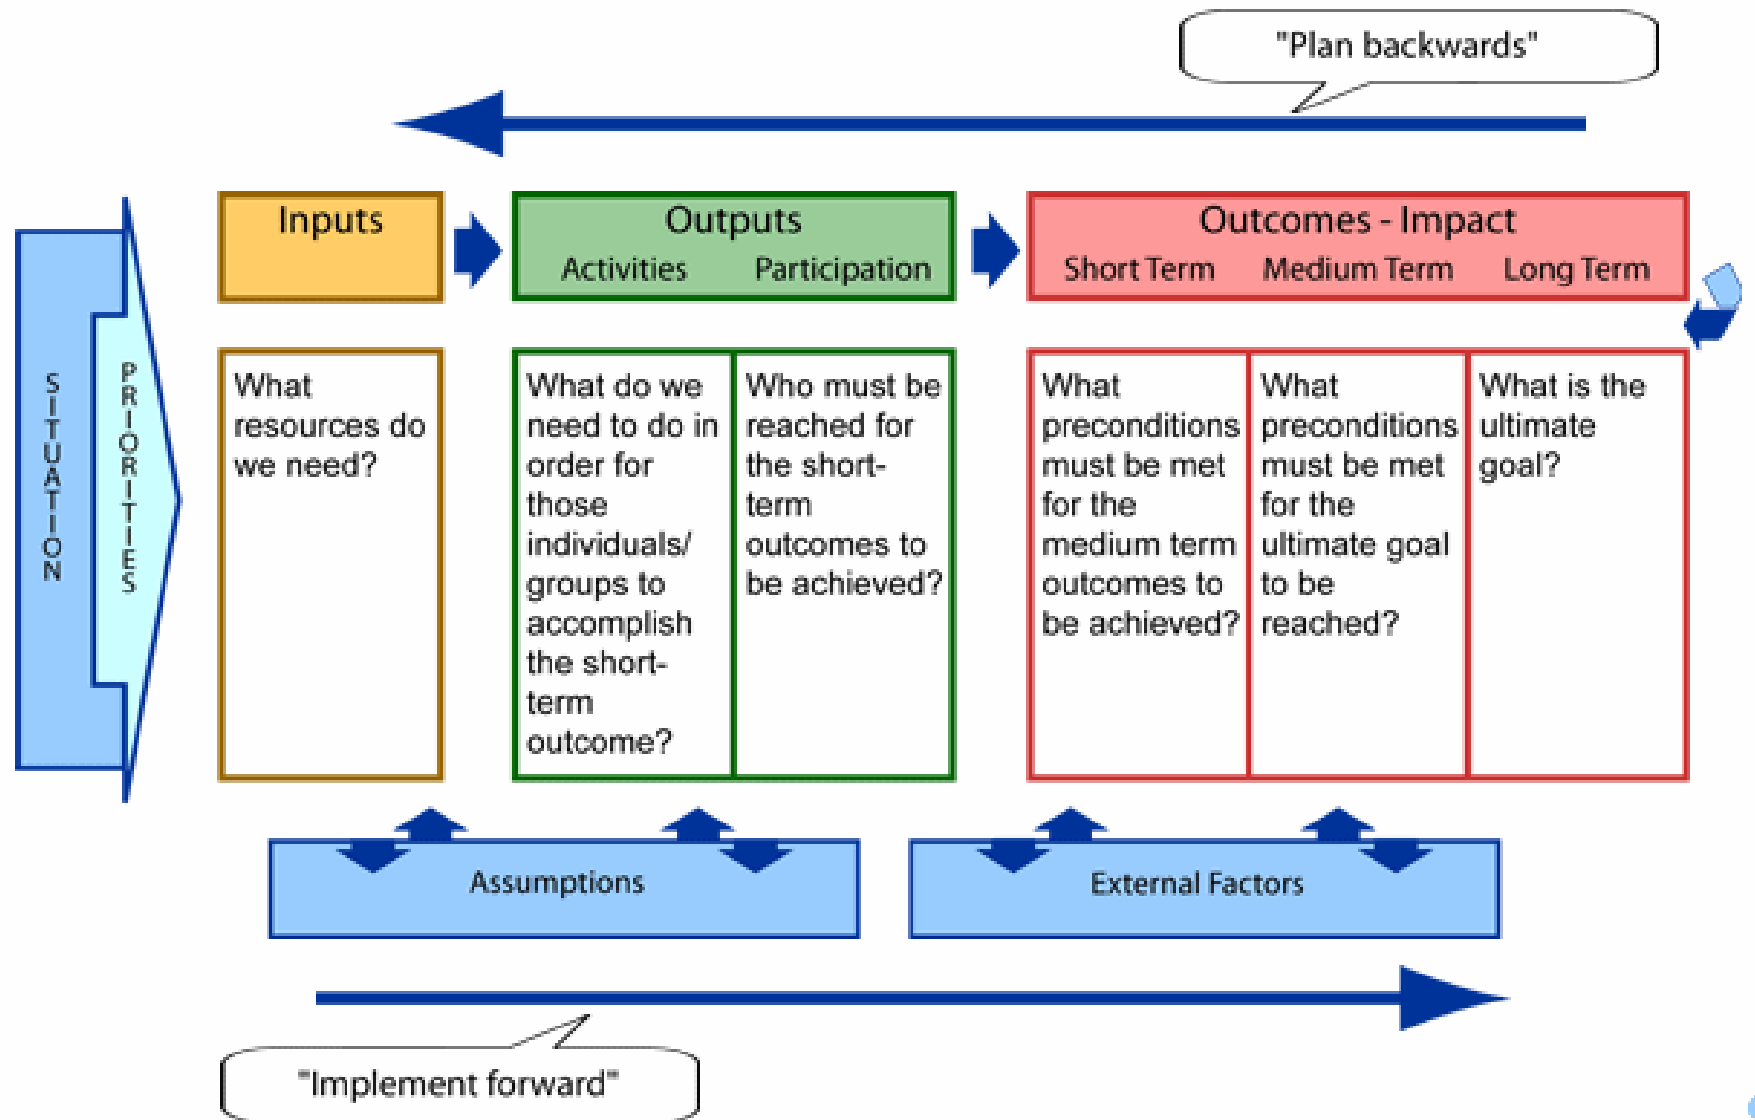 "Plan backwards"
Inputs
Outputs
Activities Participation
Outcomes - Impact
Short Term Medium Term Long Term
SITUATION
PRIORITIES
What
resources do
we need?
What do we
need to do in
order for
those
individuals/
groups to
accomplish
the short-
term
outcome?
Who must be
reached for
the short-
term
outcomes to
be achieved?
What
preconditions
must be met
for the
medium term
outcomes to
be achieved?
What
preconditions
must be met
for the
ultimate goal
to be
reached?
What is the
ultimate
goal?
Assumptions
External Factors
"Implement forward"